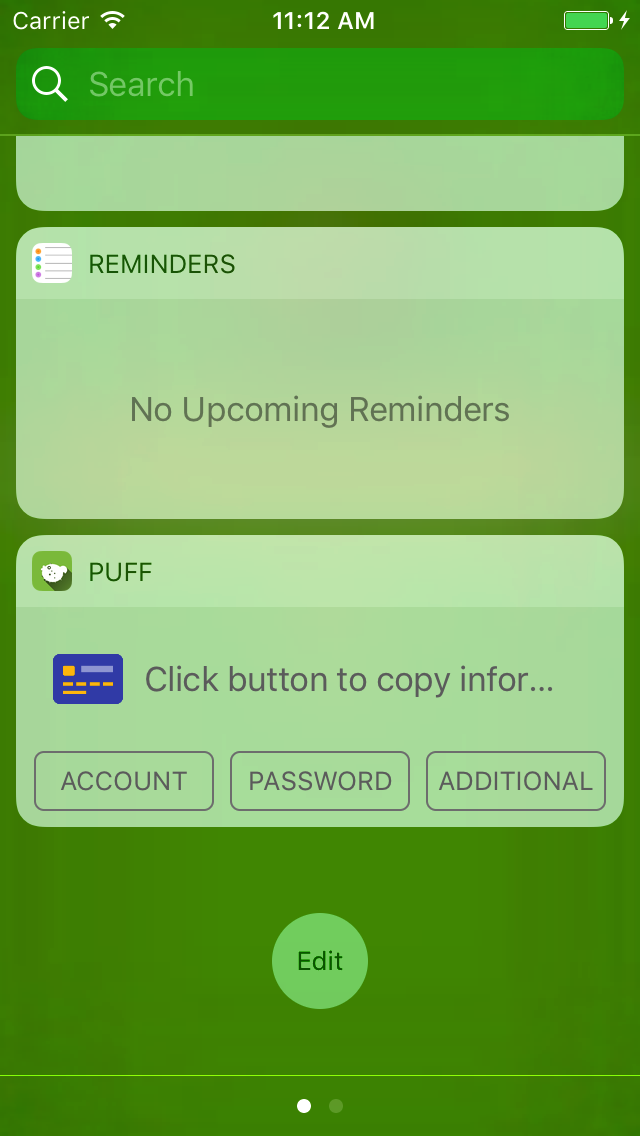 Carrier 11:12 AM
Search
REMINDERS
No Upcoming Reminders
PUFF
Click button to copy infor...
ACCOUNT PASSWORD ADDITIONAL
Edit